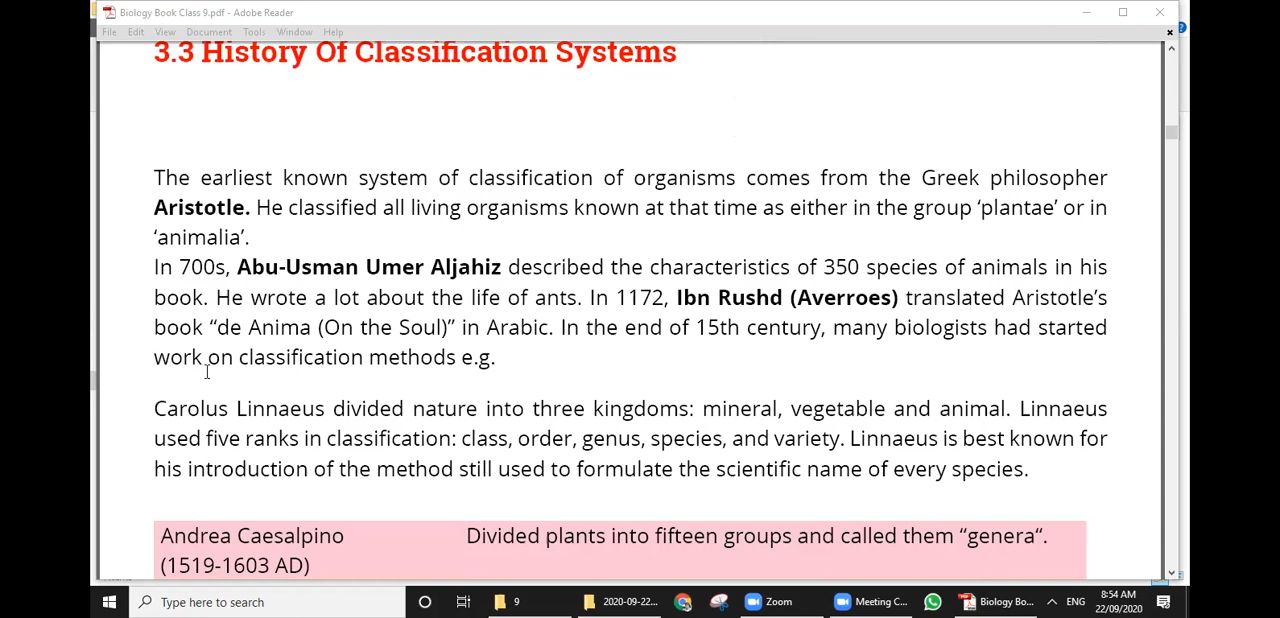 Biology Book Class 9.pdf - Adobe Reader
File Edit View Document Tools Window Help
3.3 History Of Classification Systems
The earliest known system of classification of organisms comes from the Greek philosopher
Aristotle. He classified all living organisms known at that time as either in the group ‘plantae’ or in
‘animalia’.
In 700s, Abu-Usman Umer Aljahiz described the characteristics of 350 species of animals in his
book. He wrote a lot about the life of ants. In 1172, Ibn Rushd (Averroes) translated Aristotle’s
book “de Anima (On the Soul)” in Arabic. In the end of 15th century, many biologists had started
work on classification methods e.g.
Carolus Linnaeus divided nature into three kingdoms: mineral, vegetable and animal. Linnaeus
used five ranks in classification: class, order, genus, species, and variety. Linnaeus is best known for
his introduction of the method still used to formulate the scientific name of every species.
Andrea Caesalpino Divided plants into fifteen groups and called them “genera“.
(1519-1603 AD)
Type here to search 9 2020-09-22... Zoom Meeting C... Biology Bo... ENG 8:54 AM
22/09/2020